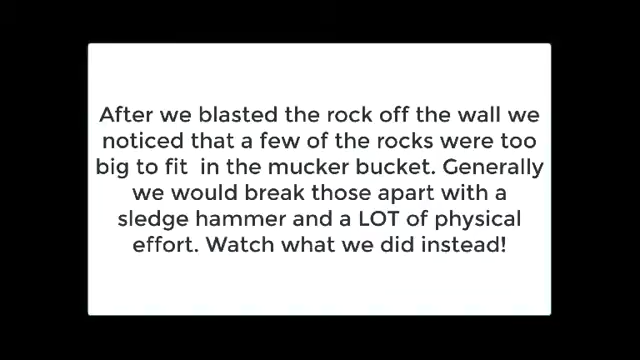 After we blasted the rock off the wall we
noticed that a few of the rocks were too
big to fit  in the mucker bucket. Generally
we would break those apart with a
sledge hammer and a LOT of physical
effort. Watch what we did instead!